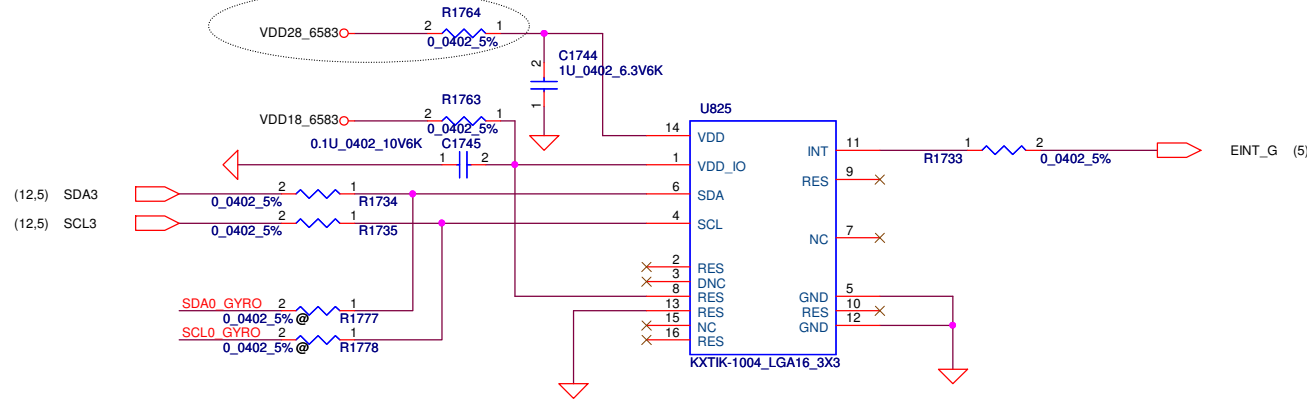 R1764
VDD28_6583 2 1
0_0402_5%
C1744
2 1U_0402_6.3V6K
1
R1763
VDD18_6583 2 1
0_0402_5%
0.1U_0402_10V6K C1745
1 2
U825
14 VDD
1 VDD_IO
6 SDA
4 SCL
2 RES
3 DNC
8 RES
13 RES
15 NC
16 RES
INT 11
RES 9
NC 7
GND 5
RES 10
GND 12
KXTIK-1004_LGA16_3X3
R1733 1 2 0_0402_5%
EINT_G (5)
(12,5) SDA3 2 1
0_0402_5% R1734
(12,5) SCL3 2 1
0_0402_5% R1735
SDA0_GYRO 2 1
0_0402_5% @ R1777
SCL0_GYRO 2 1
0_0402_5% @ R1778